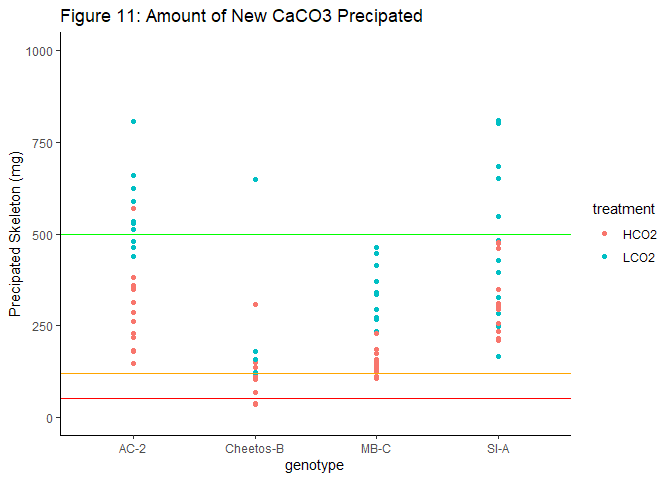 Figure 11: Amount of New CaCO3 Precipated
1000
750
500
250
0
Precipated Skeleton (mg)
AC-2 Cheetos-B MB-C SI-A
genotype
treatment
HCO2
LCO2